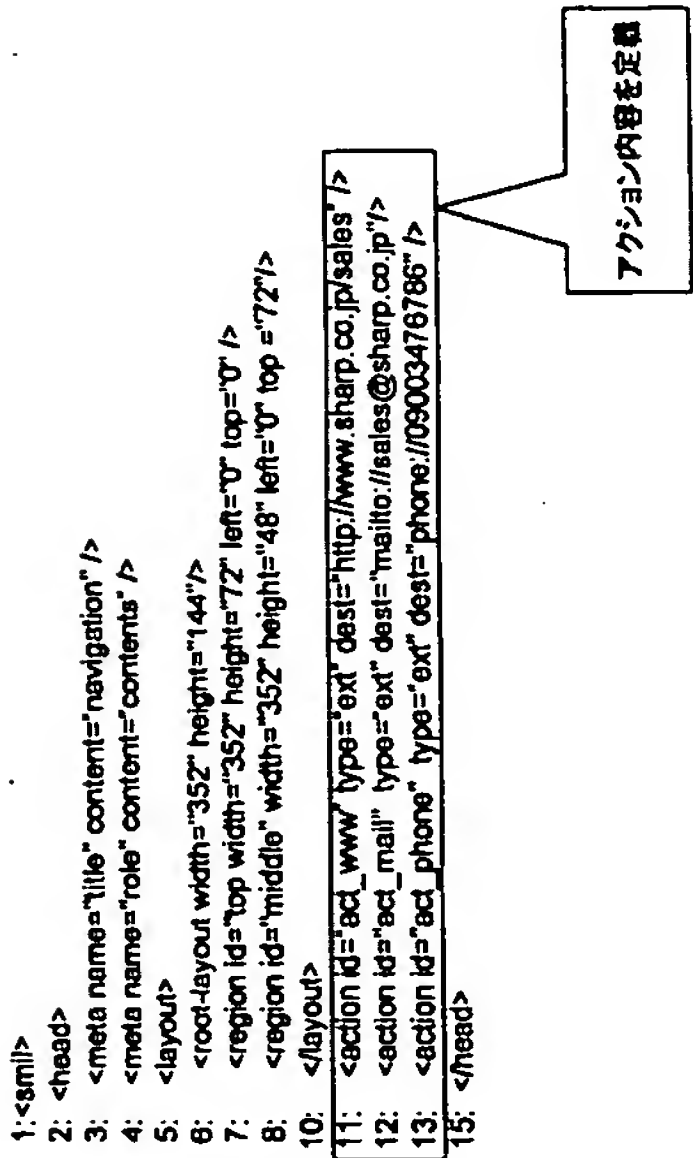 1:<smil>
2: <head>
3: <meta name="title" content="navigation" />
4: <meta name="role" content="contents" />
5: <layout>
6: <root-layout width="352" height="144"/>
7: <region id="top width="352" height="72" left="0" top="0" />
8: <region id="middle" width="352" height="48" left="0" top ="72"/>
10: </layout>
11: <action id="act_www" type="ext" dest="http://www.sharp.co.jp/sales" />
12: <action id="act_mail" type="ext" dest="mailto://sales@sharp.co.jp"/>
13: <action id="act_phone" type="ext" dest="phone://09003476786" />
15: </head>
アクション内容を定義